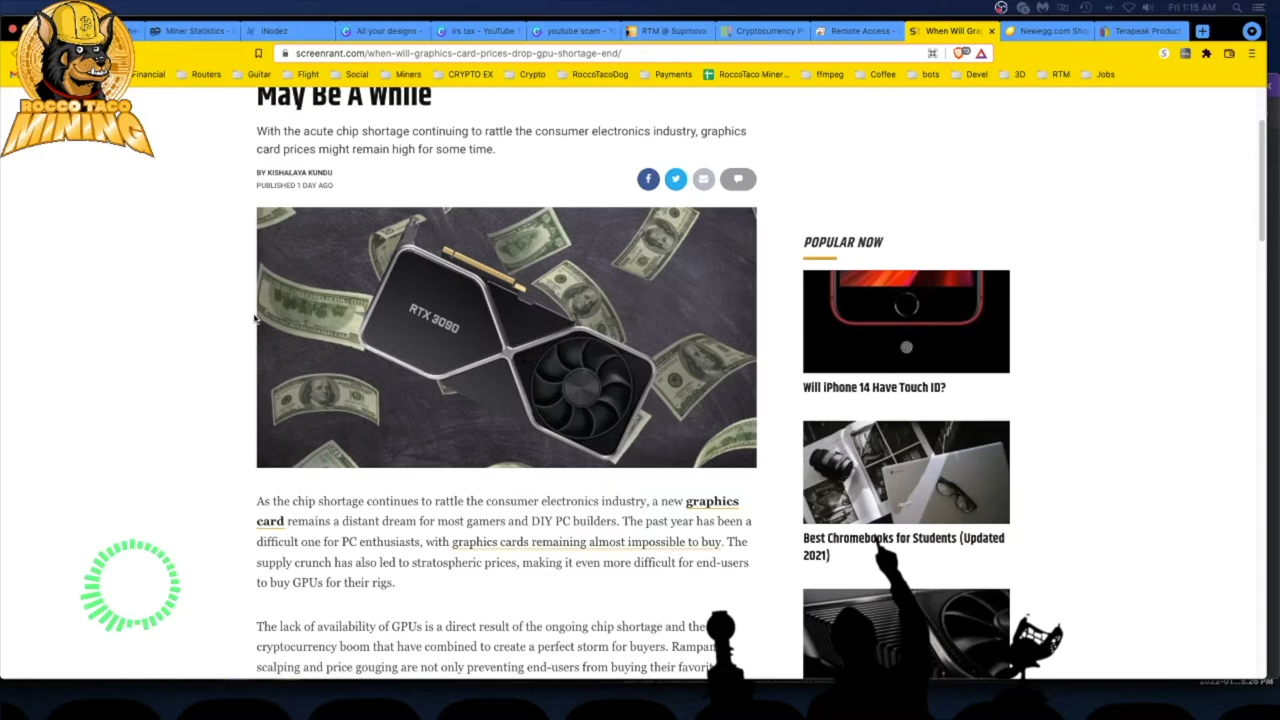 Fri 1:15 AM
Miner Statistics - 
iNodez
All your designs -
Irs tax - YouTube T
youtube scam - Yo
RTM @ Suprnova
Cryptocurrency P
Remote Access -
When Will Gra
Newegg.com Sho
Terapeak Product
screenrant.com/when-will-graphics-card-prices-drop-gpu-shortage-end/
Financial
Routers
Guitar
Flight
Social
Miners
CRYPTO EX
Crypto
RoccoTacoDog
Payments
RoccoTaco Miner...
ffmpeg
Coffee
bots
Devel
3D
RTM
Jobs
ROCCO TACO
MINING
May Be A While
With the acute chip shortage continuing to rattle the consumer electronics industry, graphics
card prices might remain high for some time.
BY KISHALAYA KUNDU
PUBLISHED 1 DAY AGO
RTX 3090
As the chip shortage continues to rattle the consumer electronics industry, a new graphics
card remains a distant dream for most gamers and DIY PC builders. The past year has been a
difficult one for PC enthusiasts, with graphics cards remaining almost impossible to buy. The
supply crunch has also led to stratospheric prices, making it even more difficult for end-users
to buy GPUs for their rigs.
The lack of availability of GPUs is a direct result of the ongoing chip shortage and the
cryptocurrency boom that have combined to create a perfect storm for buyers. Rampan
scalping and price gouging are not only preventing end-users from buying their favorit
POPULAR NOW
Will iPhone 14 Have Touch ID?
Best Chromebooks for Students (Updated
2021)